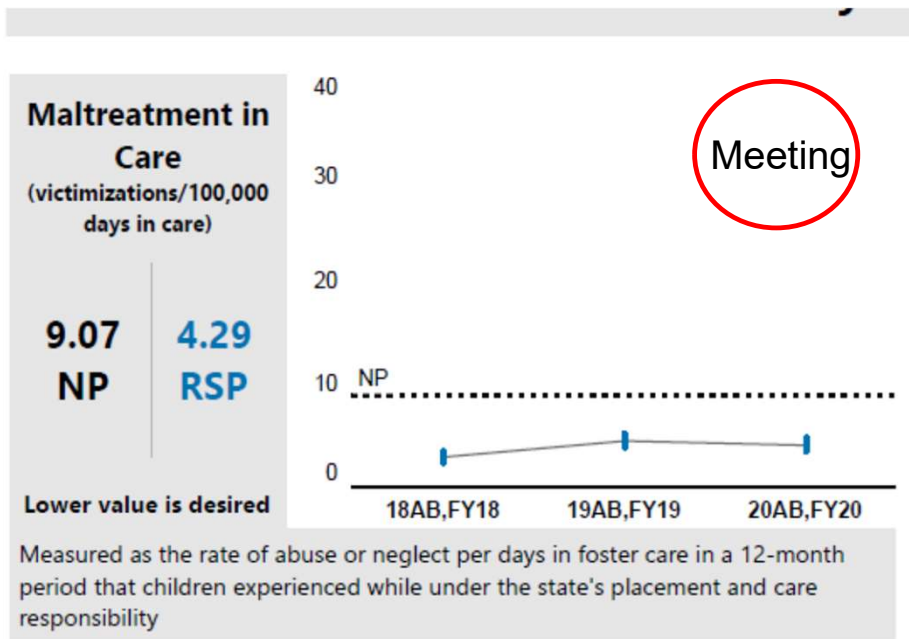 Maltreatment in
Care
(victimizations/100,000
days in care)
9.07
NP
4.29
RSP
Lower value is desired
40
30
20
10
0
NP
Meeting
18AB,FY18
19AB,FY19
20AB,FY20
Measured as the rate of abuse or neglect per days in foster care in a 12-month
period that children experienced while under the state's placement and care
responsibility